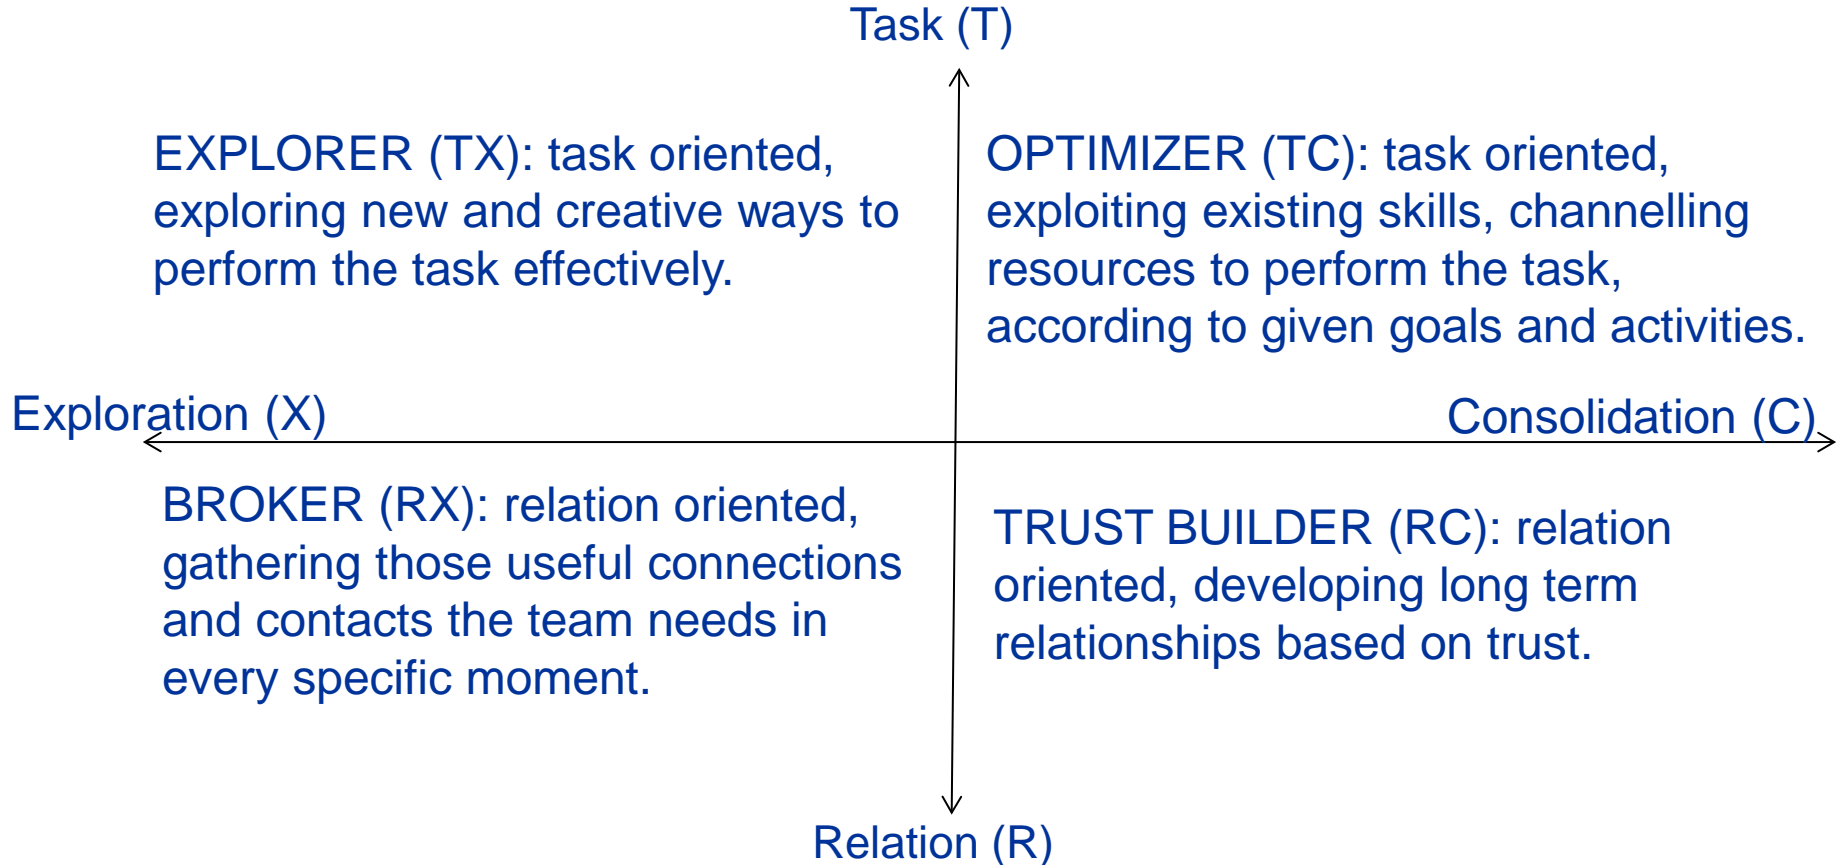 Task (T)
EXPLORER (TX): task oriented,
exploring new and creative ways to
perform the task effectively.
OPTIMIZER (TC): task oriented,
exploiting existing skills, channelling
resources to perform the task,
according to given goals and activities.
Exploration (X)
Consolidation (C)
BROKER (RX): relation oriented,
gathering those useful connections
and contacts the team needs in
every specific moment.
TRUST BUILDER (RC): relation
oriented, developing long term
relationships based on trust.
Relation (R)